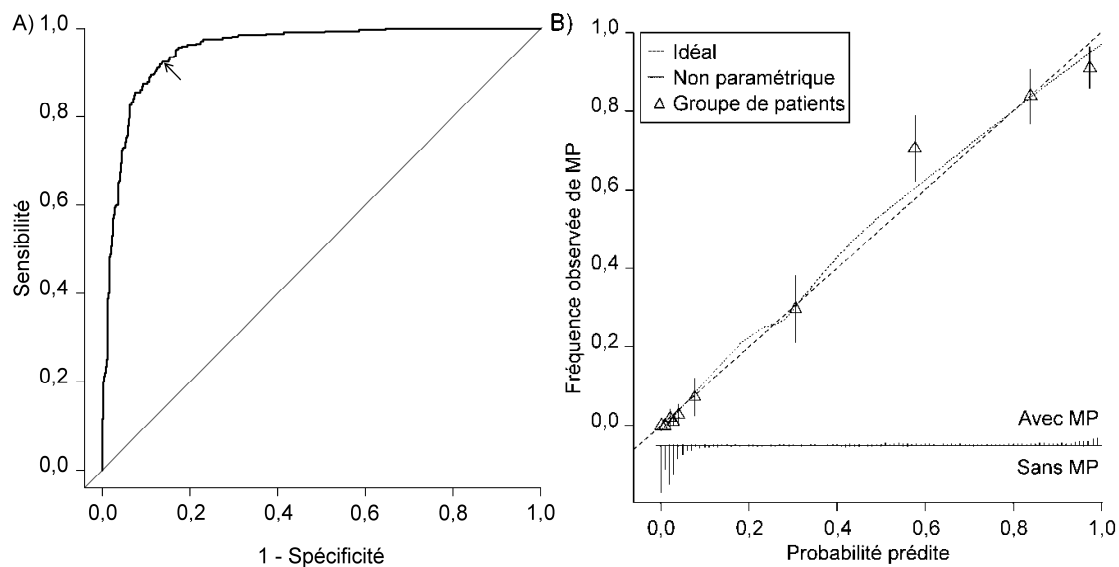 A)
1,0
0,8
0,6
0,4
0,2
0,0
Sensibilité
0,0 0,2 0,4 0,6 0,8 1,0
1 - Spécificité
B)
1,0
0,8
0,6
0,4
0,2
0,0
Fréquence observée de MP
Idéal
Non paramétrique
Groupe de patients
Avec MP
Sans MP
0,0 0,2 0,4 0,6 0,8 1,0
Probabilité prédite